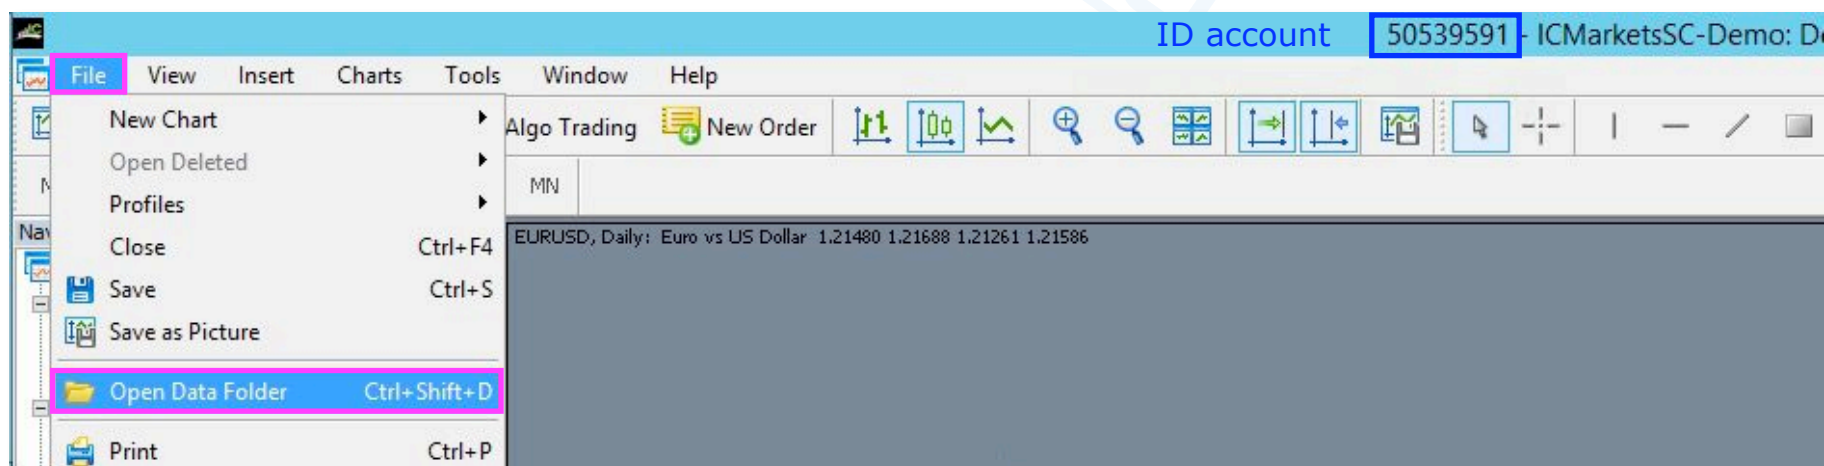 ID account 50539591 - ICMarketsSC-Demo:
File View Insert Charts Tools Window Help
New Chart
Algo Trading New Order
Open Deleted
MN
Profiles
EURUSD, Daily: Euro vs US Dollar 1.21480 1.21688 1.21261 1.21586
Close Ctrl+F4
Save Ctrl+S
Save as Picture
Open Data Folder Ctrl+Shift+D
Print Ctrl+P